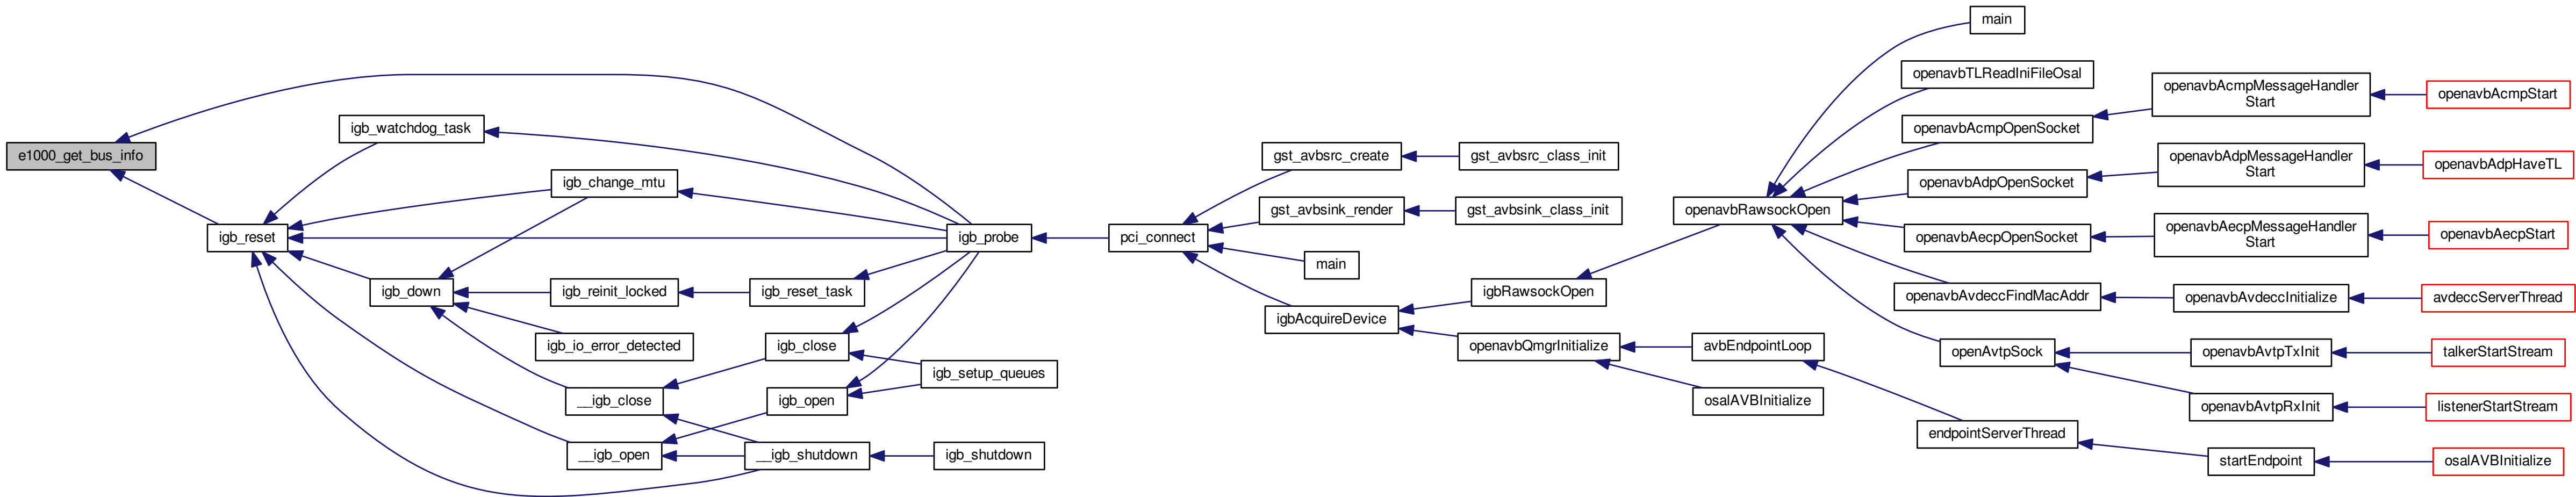 e1000_get_bus_info
igb_reset
igb_watchdog_task
igb_change_mtu
igb_down
igb_reinit_locked
igb_reset_task
igb_io_error_detected
igb_close
__igb_close
igb_open
__igb_open
__igb_shutdown
igb_probe
igb_setup_queues
igb_shutdown
pci_connect
gst_avbsrc_create
gst_avbsrc_class_init
gst_avbsink_render
gst_avbsink_class_init
main
igbAcquireDevice
igbRawsockOpen
openavbQmgrInitialize
avbEndpointLoop
osalAVBInitialize
openavbRawsockOpen
main
openavbTLReadIniFileOsal
openavbAcmpOpenSocket
openavbAcmpMessageHandler
Start
openavbAcmpStart
openavbAdpOpenSocket
openavbAdpMessageHandler
Start
openavbAdpHaveTL
openavbAecpOpenSocket
openavbAecpMessageHandler
Start
openavbAecpStart
openavbAvdeccFindMacAddr
openavbAvdeccInitialize
avdeccServerThread
openAvtpSock
openavbAvtpTxInit
talkerStartStream
openavbAvtpRxInit
listenerStartStream
endpointServerThread
startEndpoint
osalAVBInitialize